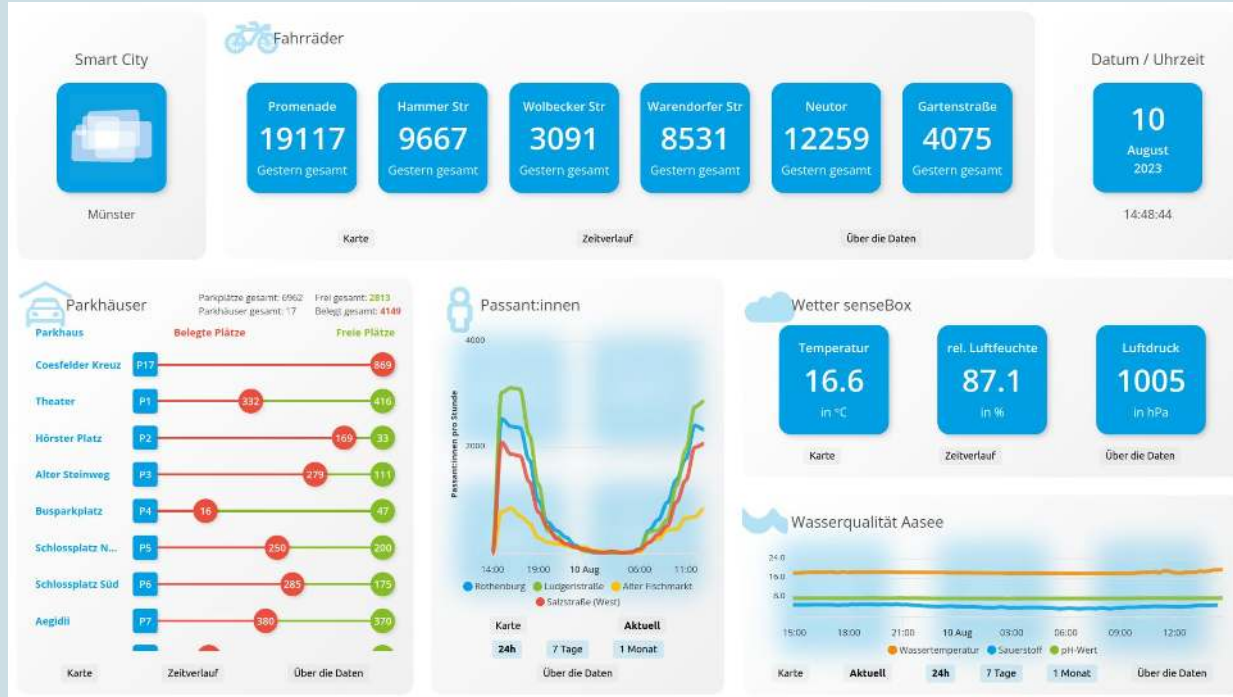 Smart City
Münster
Fahrräder
Promenade
19117
Gestern gesamt
Hammer Str
9667
Gestern gesamt
Wolbecker Str
3091
Gestern gesamt
Warendorfer Str
8531
Gestern gesamt
Neutor
12259
Gestern gesamt
Gartenstraße
4075
Gestern gesamt
Karte
Zeitverlauf
Über die Daten
Datum / Uhrzeit
10
August
2023
14:48:44
Parkhäuser
Parkplätze gesamt: 6962 Frei gesamt: 2813
Parkhäuser gesamt: 17 Belegt gesamt: 4149
Parkhaus Belegte Plätze Freie Plätze
Coesfelder Kreuz P17 869
Theater P1 332 416
Hörster Platz P2 169 33
Alter Steinweg P3 279 111
Busparkplatz P4 16 47
Schlossplatz N... P5 250 200
Schlossplatz Süd P6 285 175
Aegidii P7 380 370
Karte
Zeitverlauf
Über die Daten
Passant:innen
Passant:innen pro Stunde
4000
2000
14:00 19:00 10 Aug 06:00 11:00
Rothenburg Ludgeristraße Alter Fischmarkt
Salzstraße (West)
Karte Aktuell
24h 7 Tage 1 Monat
Über die Daten
Wetter senseBox
Temperatur
16.6
in °C
rel. Luftfeuchte
87.1
in %
Luftdruck
1005
in hPa
Karte
Zeitverlauf
Über die Daten
Wasserqualität Aasee
24.0
16.0
8.0
15:00 18:00 21:00 10 Aug 03:00 06:00 09:00 12:00
Wassertemperatur Sauerstoff pH-Wert
Karte Aktuell 24h 7 Tage 1 Monat Über die Daten